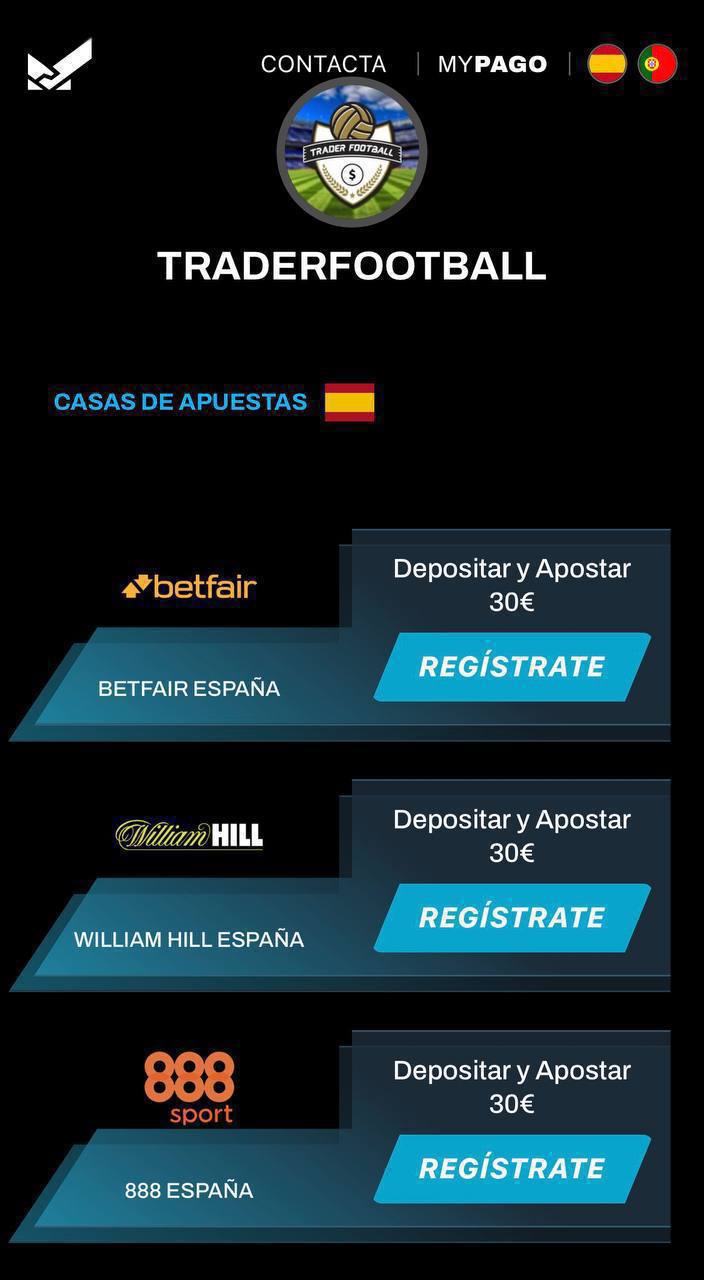 CONTACTA | MYPAGO |
TRADER FOOTBALL
$
TRADERFOOTBALL
CASAS DE APUESTAS
betfair
Depositar y Apostar
30€
REGÍSTRATE
BETFAIR ESPAÑA
William HILL
Depositar y Apostar
30€
REGÍSTRATE
WILLIAM HILL ESPAÑA
888
sport
Depositar y Apostar
30€
REGÍSTRATE
888 ESPAÑA